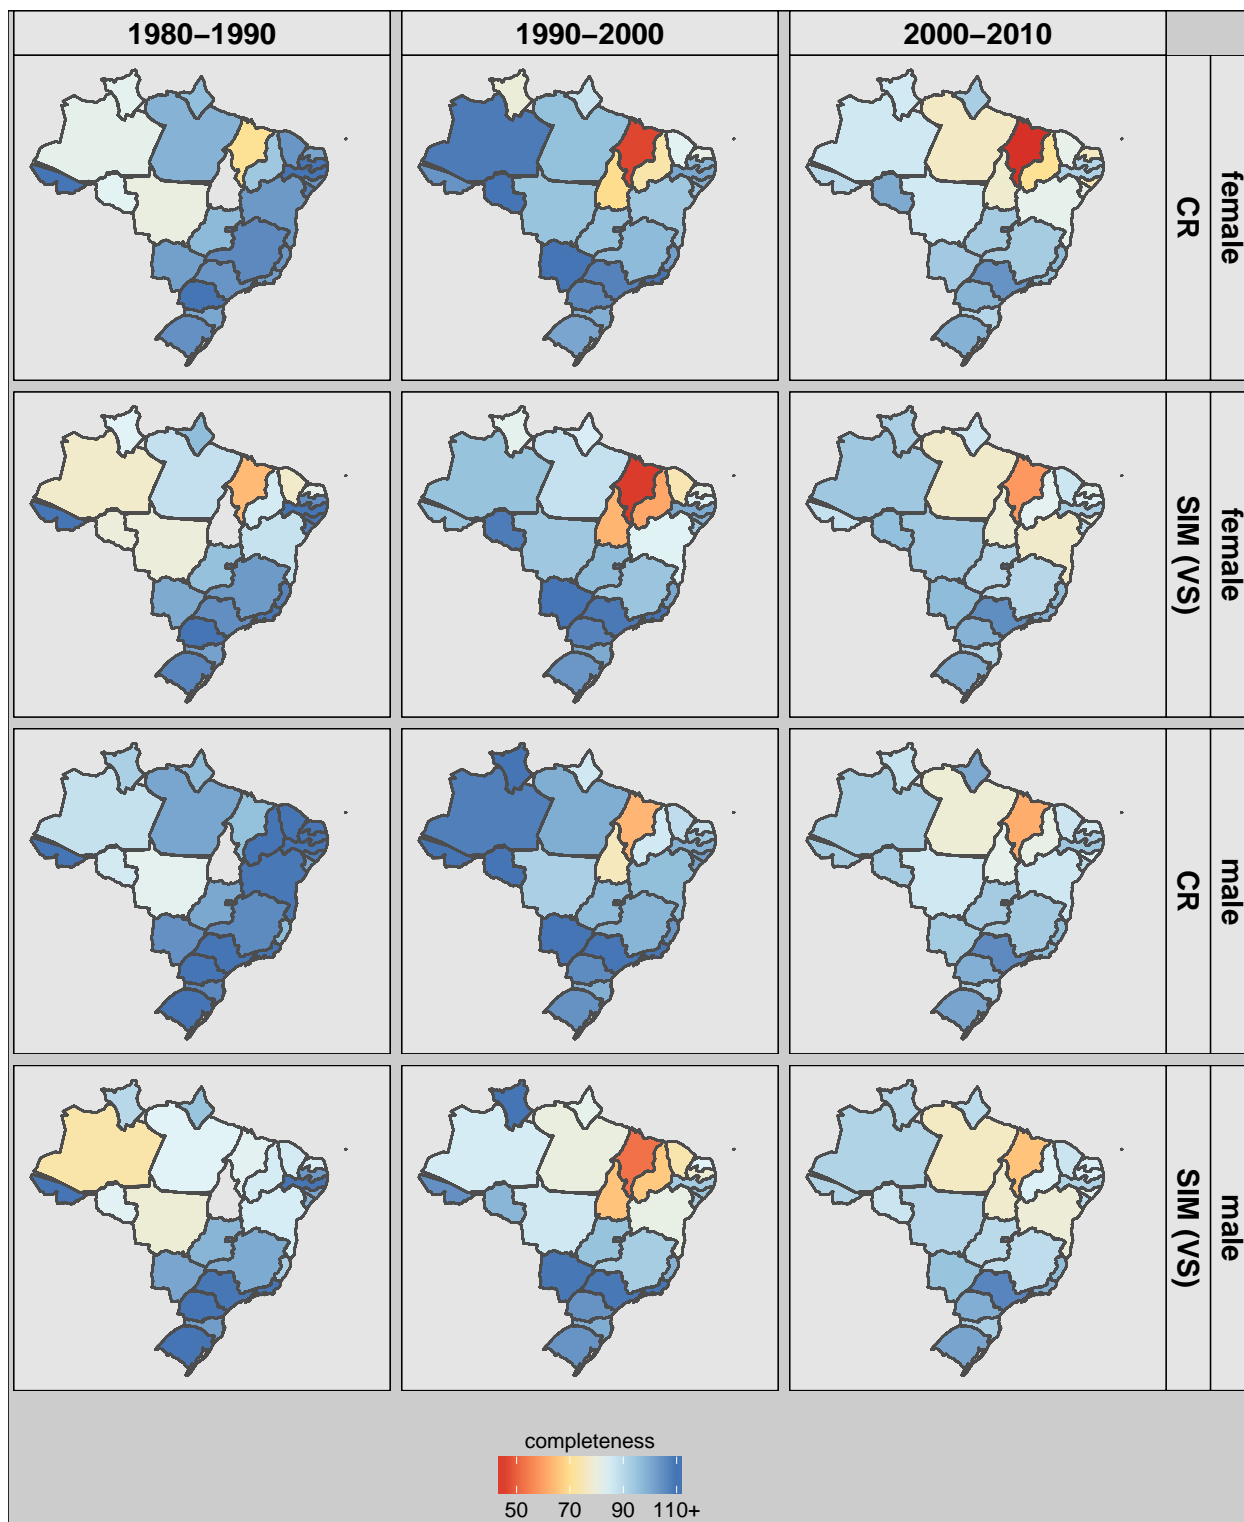 1980–1990
1990–2000
2000–2010
female
CR
female
SIM (VS)
male
CR
male
SIM (VS)
completeness
50 70 90 110+